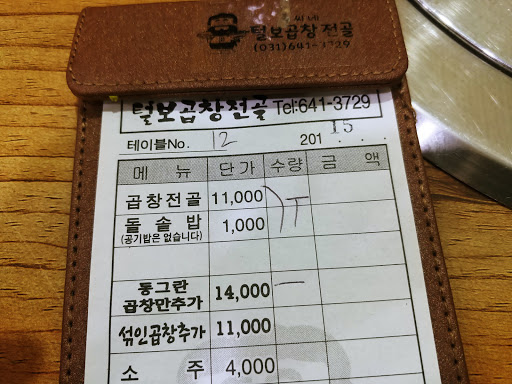 씨네
털보곱창전골
(031)641-3729
털보곱창전골 Tel:641-3729
테이블No. 12 201 15 . . .
메 뉴 단가 수량 금 액
곱창전골 11,000
돌 솥 밥 1,000 T
(공기밥은 없습니다)
동그란
곱창만추가 14,000 一
섞인곱창추가 11,000
소 주 4,000